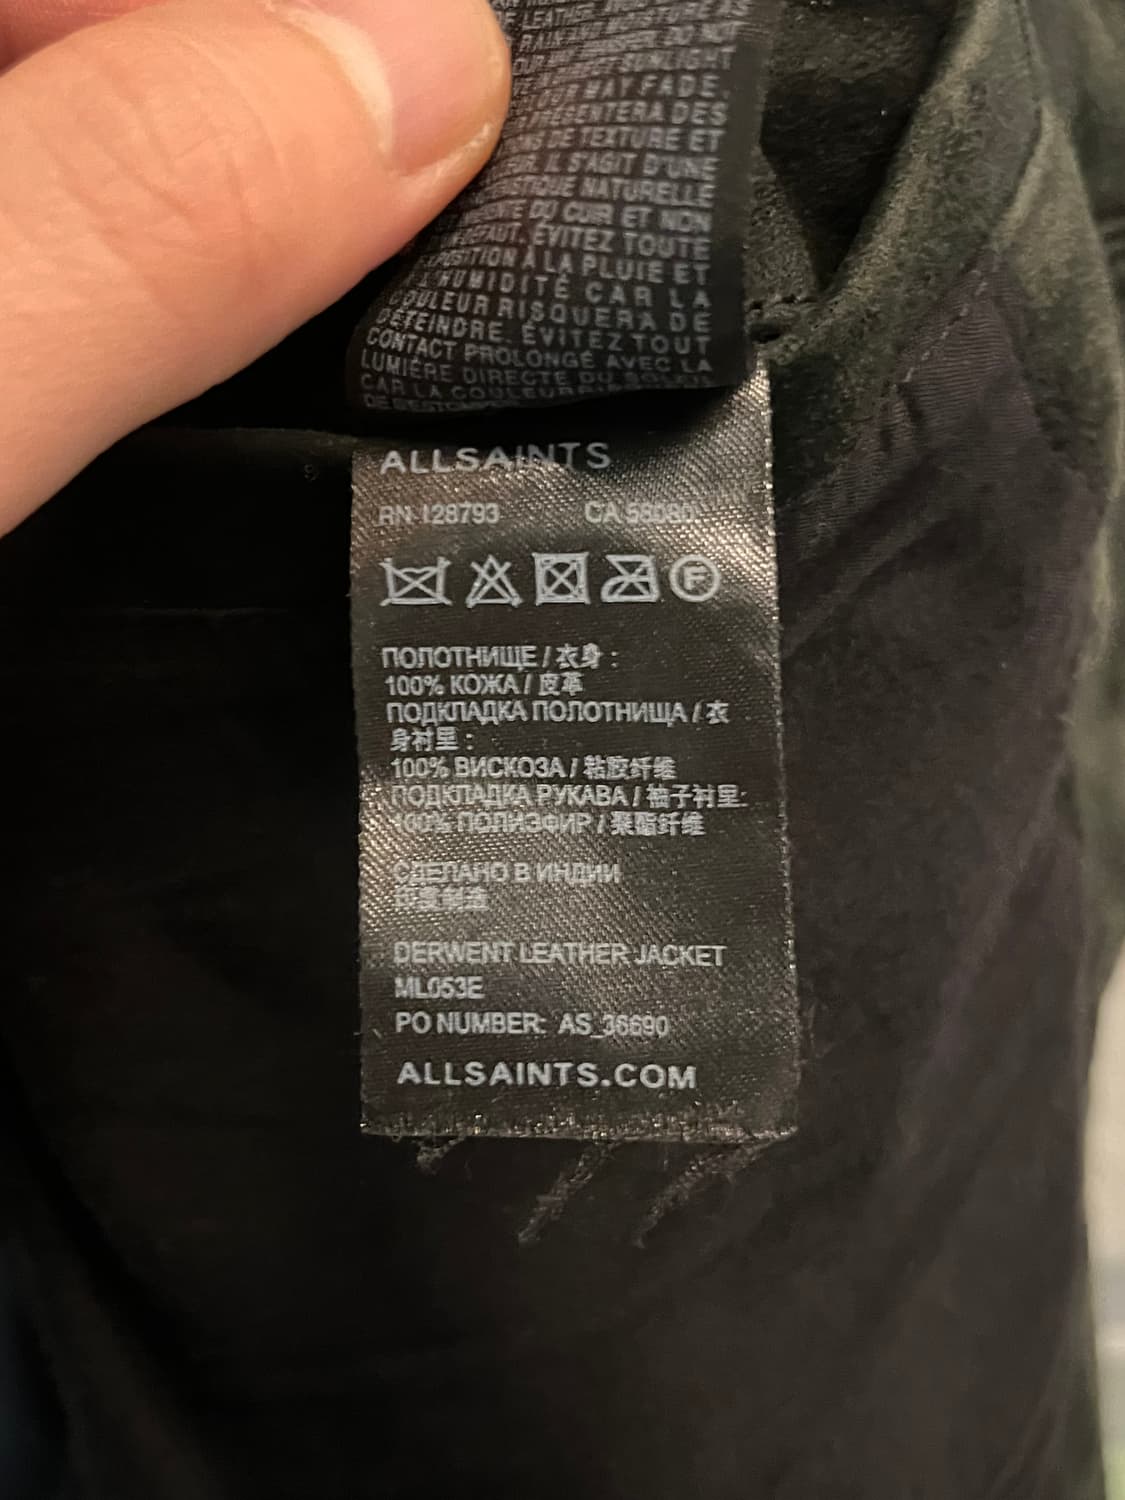 LEATHER
RAIN AND
SUNLIGHT
MAY FADE.
PRÉSENTERA DES
DE TEXTURE ET
IL S'AGIT D'UNE
NATURELLE
DU CUIR ET NON
DÉFAUT. ÉVITEZ TOUTE
À LA PLUIE ET
HUMIDITÉ CAR LA
COULEUR RISQUERA DE
DÉTEINDRE. ÉVITEZ TOUT
CONTACT PROLONGÉ AVEC LA
LUMIÈRE DIRECTE DU SOLEIL
CAR LA COULEUR
ALLSAINTS
RN 128793 CA
F
ПОЛОТНИЩЕ / 衣身 :
100% КОЖА / 皮革
ПОДКЛАДКА ПОЛОТНИЩА / 衣
身衬里 :
100% ВИСКОЗА / 粘胶纤维
ПОДКЛАДКА РУКАВА / 袖子衬里:
100% ПОЛИЭФИР / 聚酯纤维
СДЕЛАНО В ИНДИИ
印度制造
DERWENT LEATHER JACKET
ML053E
PO NUMBER: AS_36690
ALLSAINTS.COM